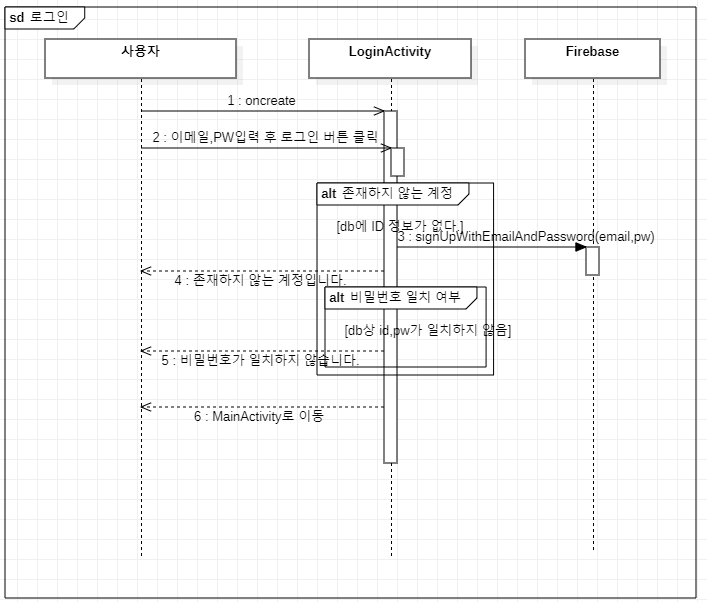 sd 로그인
사용자
LoginActivity
Firebase
1 : oncreate
2 : 이메일,PW입력 후 로그인 버튼 클릭
alt 존재하지 않는 계정
[db에 ID 정보가 없다.]
3 : signUpWithEmailAndPassword(email,pw)
4 : 존재하지 않는 계정입니다.
alt 비밀번호 일치 여부
[db상 id,pw가 일치하지 않음]
5 : 비밀번호가 일치하지 않습니다.
6 : MainActivity로 이동